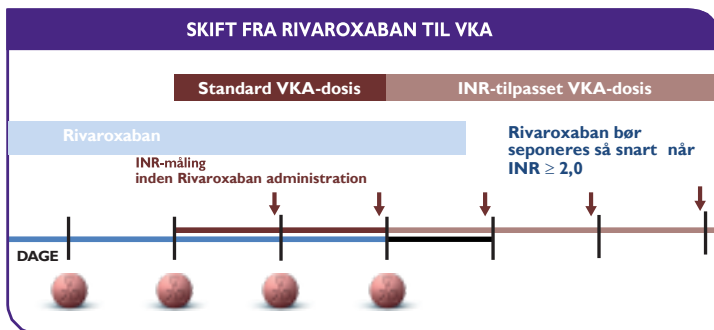 SKIFT FRA RIVAROXABAN TIL VKA
Standard VKA-dosis
INR-tilpasset VKA-dosis
Rivaroxaban
Rivaroxaban bør
seponeres så snart når
INR ≥ 2,0
INR-måling
inden Rivaroxaban administration
DAGE